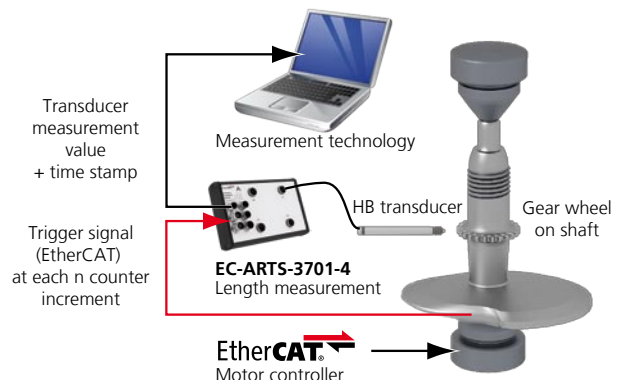 Transducer
measurement
value
+ time stamp
Measurement technology
Trigger signal
(EtherCAT)
at each n counter
increment
EC-ARTS-3701-4
Length measurement
HB transducer
Gear wheel
on shaft
EtherCAT®
Motor controller